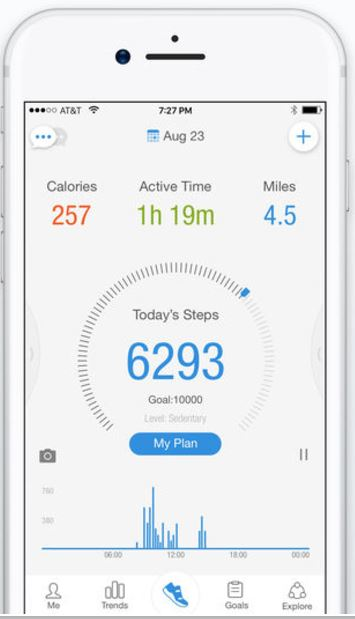 AT&T 7:27 PM
Aug 23
Calories Active Time Miles
257 1h 19m 4.5
Today's Steps
6293
Goal:10000
Level: Sedentary
My Plan
760
380
06:00 12:00 18:00 00:00
Me Trends Goals Explore